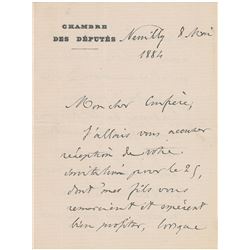 CHAMBRE
DES DÉPUTÉS
Neuilly 8 Mai
1884
Mon cher Confrère,
J'allais vous accuser
réception de votre
invitation pour le 25,
dont mes fils vous
remercient et espèrent
bien profiter, lorsque